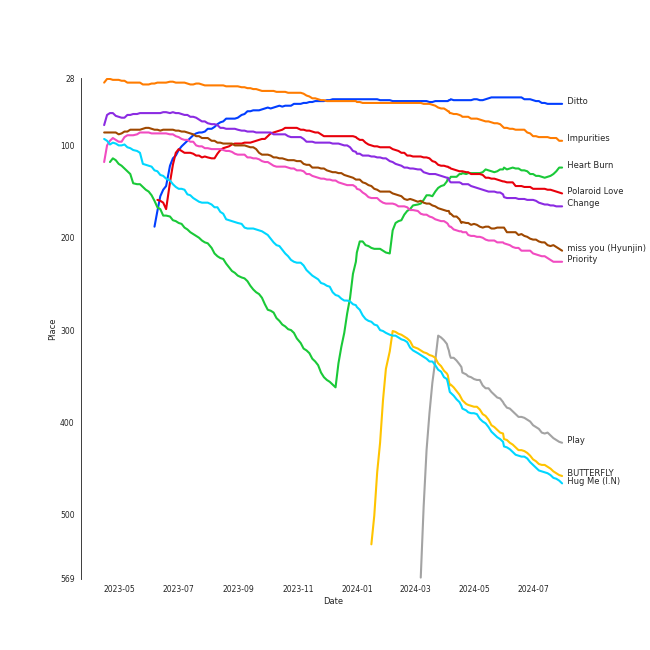 28
Ditto
Impurities
100
Heart Burn
Polaroid Love
Change
200
miss you (Hyunjin)
Priority
Place
300
400
Play
BUTTERFLY
Hug Me (I.N)
500
569
2023-05 2023-07 2023-09 2023-11 2024-01 2024-03 2024-05 2024-07
Date